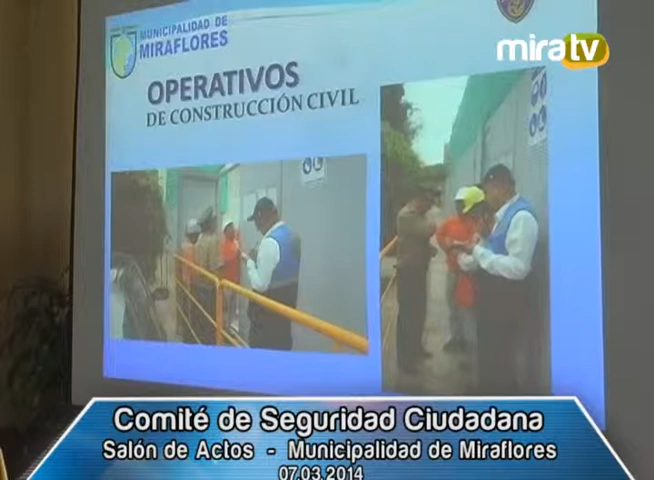 MUNICIPALIDAD DE
MIRAFLORES
miratv
OPERATIVOS
DE CONSTRUCCIÓN CIVIL
Comité de Seguridad Ciudadana
Salón de Actos - Municipalidad de Miraflores
07.03.2014